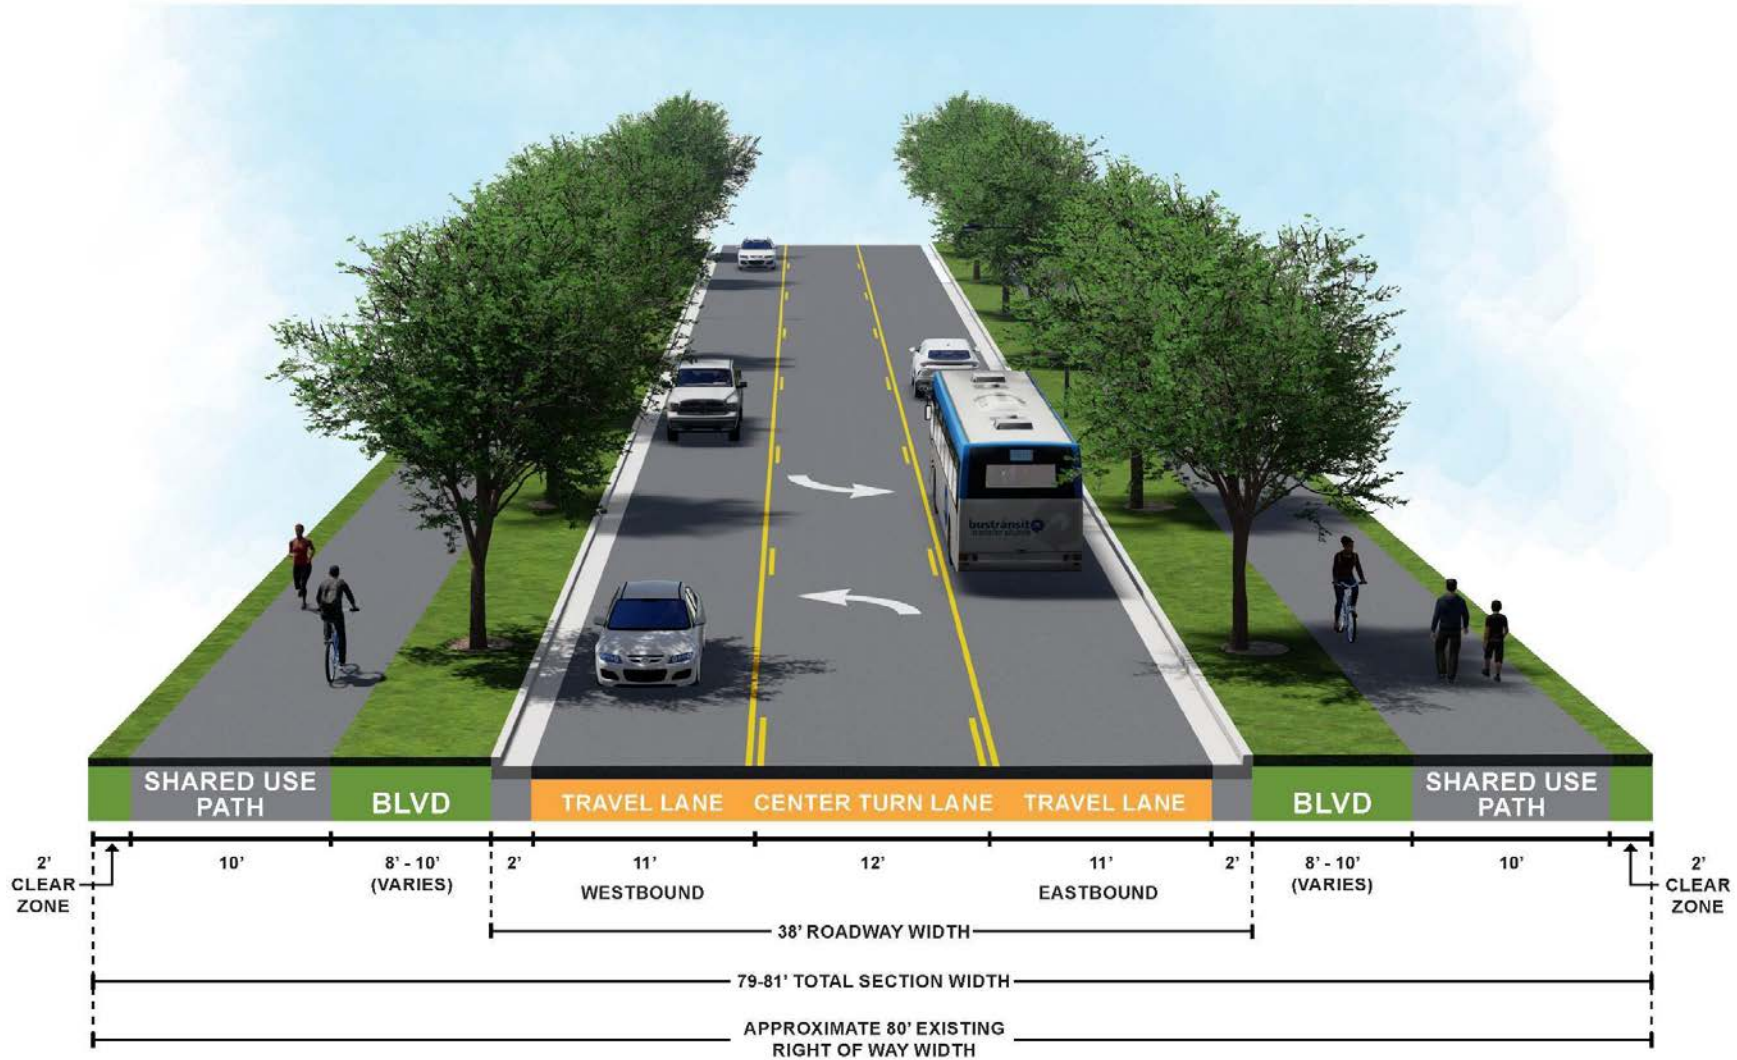 bustransit
SHARED USE
PATH
BLVD
TRAVEL LANE
CENTER TURN LANE
TRAVEL LANE
BLVD
SHARED USE
PATH
2'
CLEAR
ZONE
10'
8' - 10'
(VARIES)
2'
11'
WESTBOUND
12'
11'
EASTBOUND
2'
8' - 10'
(VARIES)
10'
2'
CLEAR
ZONE
38' ROADWAY WIDTH
79-81' TOTAL SECTION WIDTH
APPROXIMATE 80' EXISTING
RIGHT OF WAY WIDTH